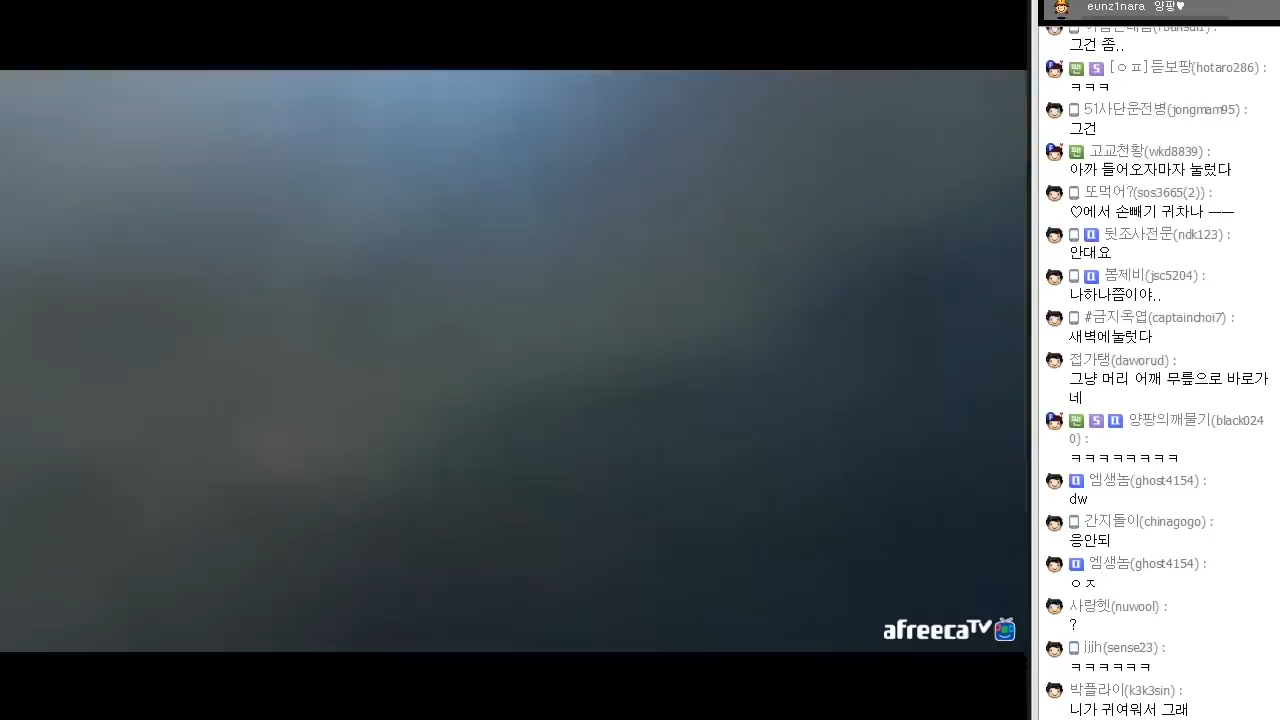 eunz1nara 양팡♥
그건 좀..
팬 S [ㅇㅍ]듣보팡(hotaro286) :
ㅋㅋㅋ
51사단운전병(jongmam95) :
그건
팬 고교천황(wkd8839) :
아까 들어오자마자 눌렀다
또먹어?(sos3665(2)) :
♡에서 손빼기 귀차나 ㅡㅡ
뒷조사전문(ndk123) :
안대요
봄제비(jsc5204) :
나하나쯤이야..
#금지옥엽(captainchoi7) :
새벽에눌럿다
접가탱(daworud) :
그냥 머리 어깨 무릎으로 바로가
네
팬 S 양팡의깨물기(black024
0) :
ㅋㅋㅋㅋㅋㅋㅋㅋ
엠생놈(ghost4154) :
dw
간지돌이(chinagogo) :
응안되
엠생놈(ghost4154) :
ㅇㅈ
사랑헷(nuwool) :
?
jjjh(sense23) :
ㅋㅋㅋㅋㅋㅋ
afreecaTV
박플라이(k3k3sin) :
니가 귀여워서 그래